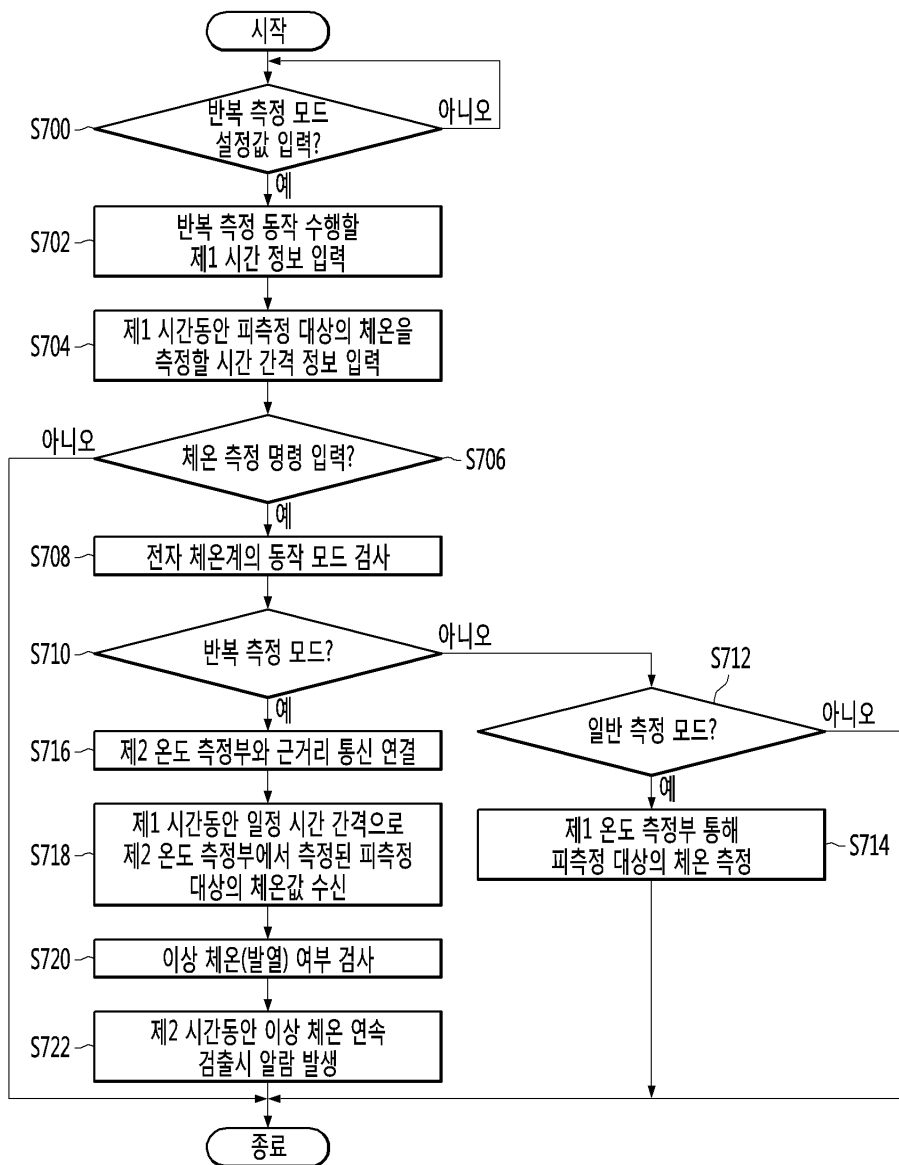 시작
반복 측정 모드
설정값 입력?
아니오
S700
예
반복 측정 동작 수행할
제1 시간 정보 입력
S702
제1 시간동안 피측정 대상의 체온을
측정할 시간 간격 정보 입력
S704
아니오
체온 측정 명령 입력?
S706
예
전자 체온계의 동작 모드 검사
S708
반복 측정 모드?
아니오
S710
예
S712
일반 측정 모드?
아니오
예
제1 온도 측정부 통해
피측정 대상의 체온 측정
S714
제2 온도 측정부와 근거리 통신 연결
S716
제1 시간동안 일정 시간 간격으로
제2 온도 측정부에서 측정된 피측정
대상의 체온값 수신
S718
이상 체온(발열) 여부 검사
S720
제2 시간동안 이상 체온 연속
검출시 알람 발생
S722
종료